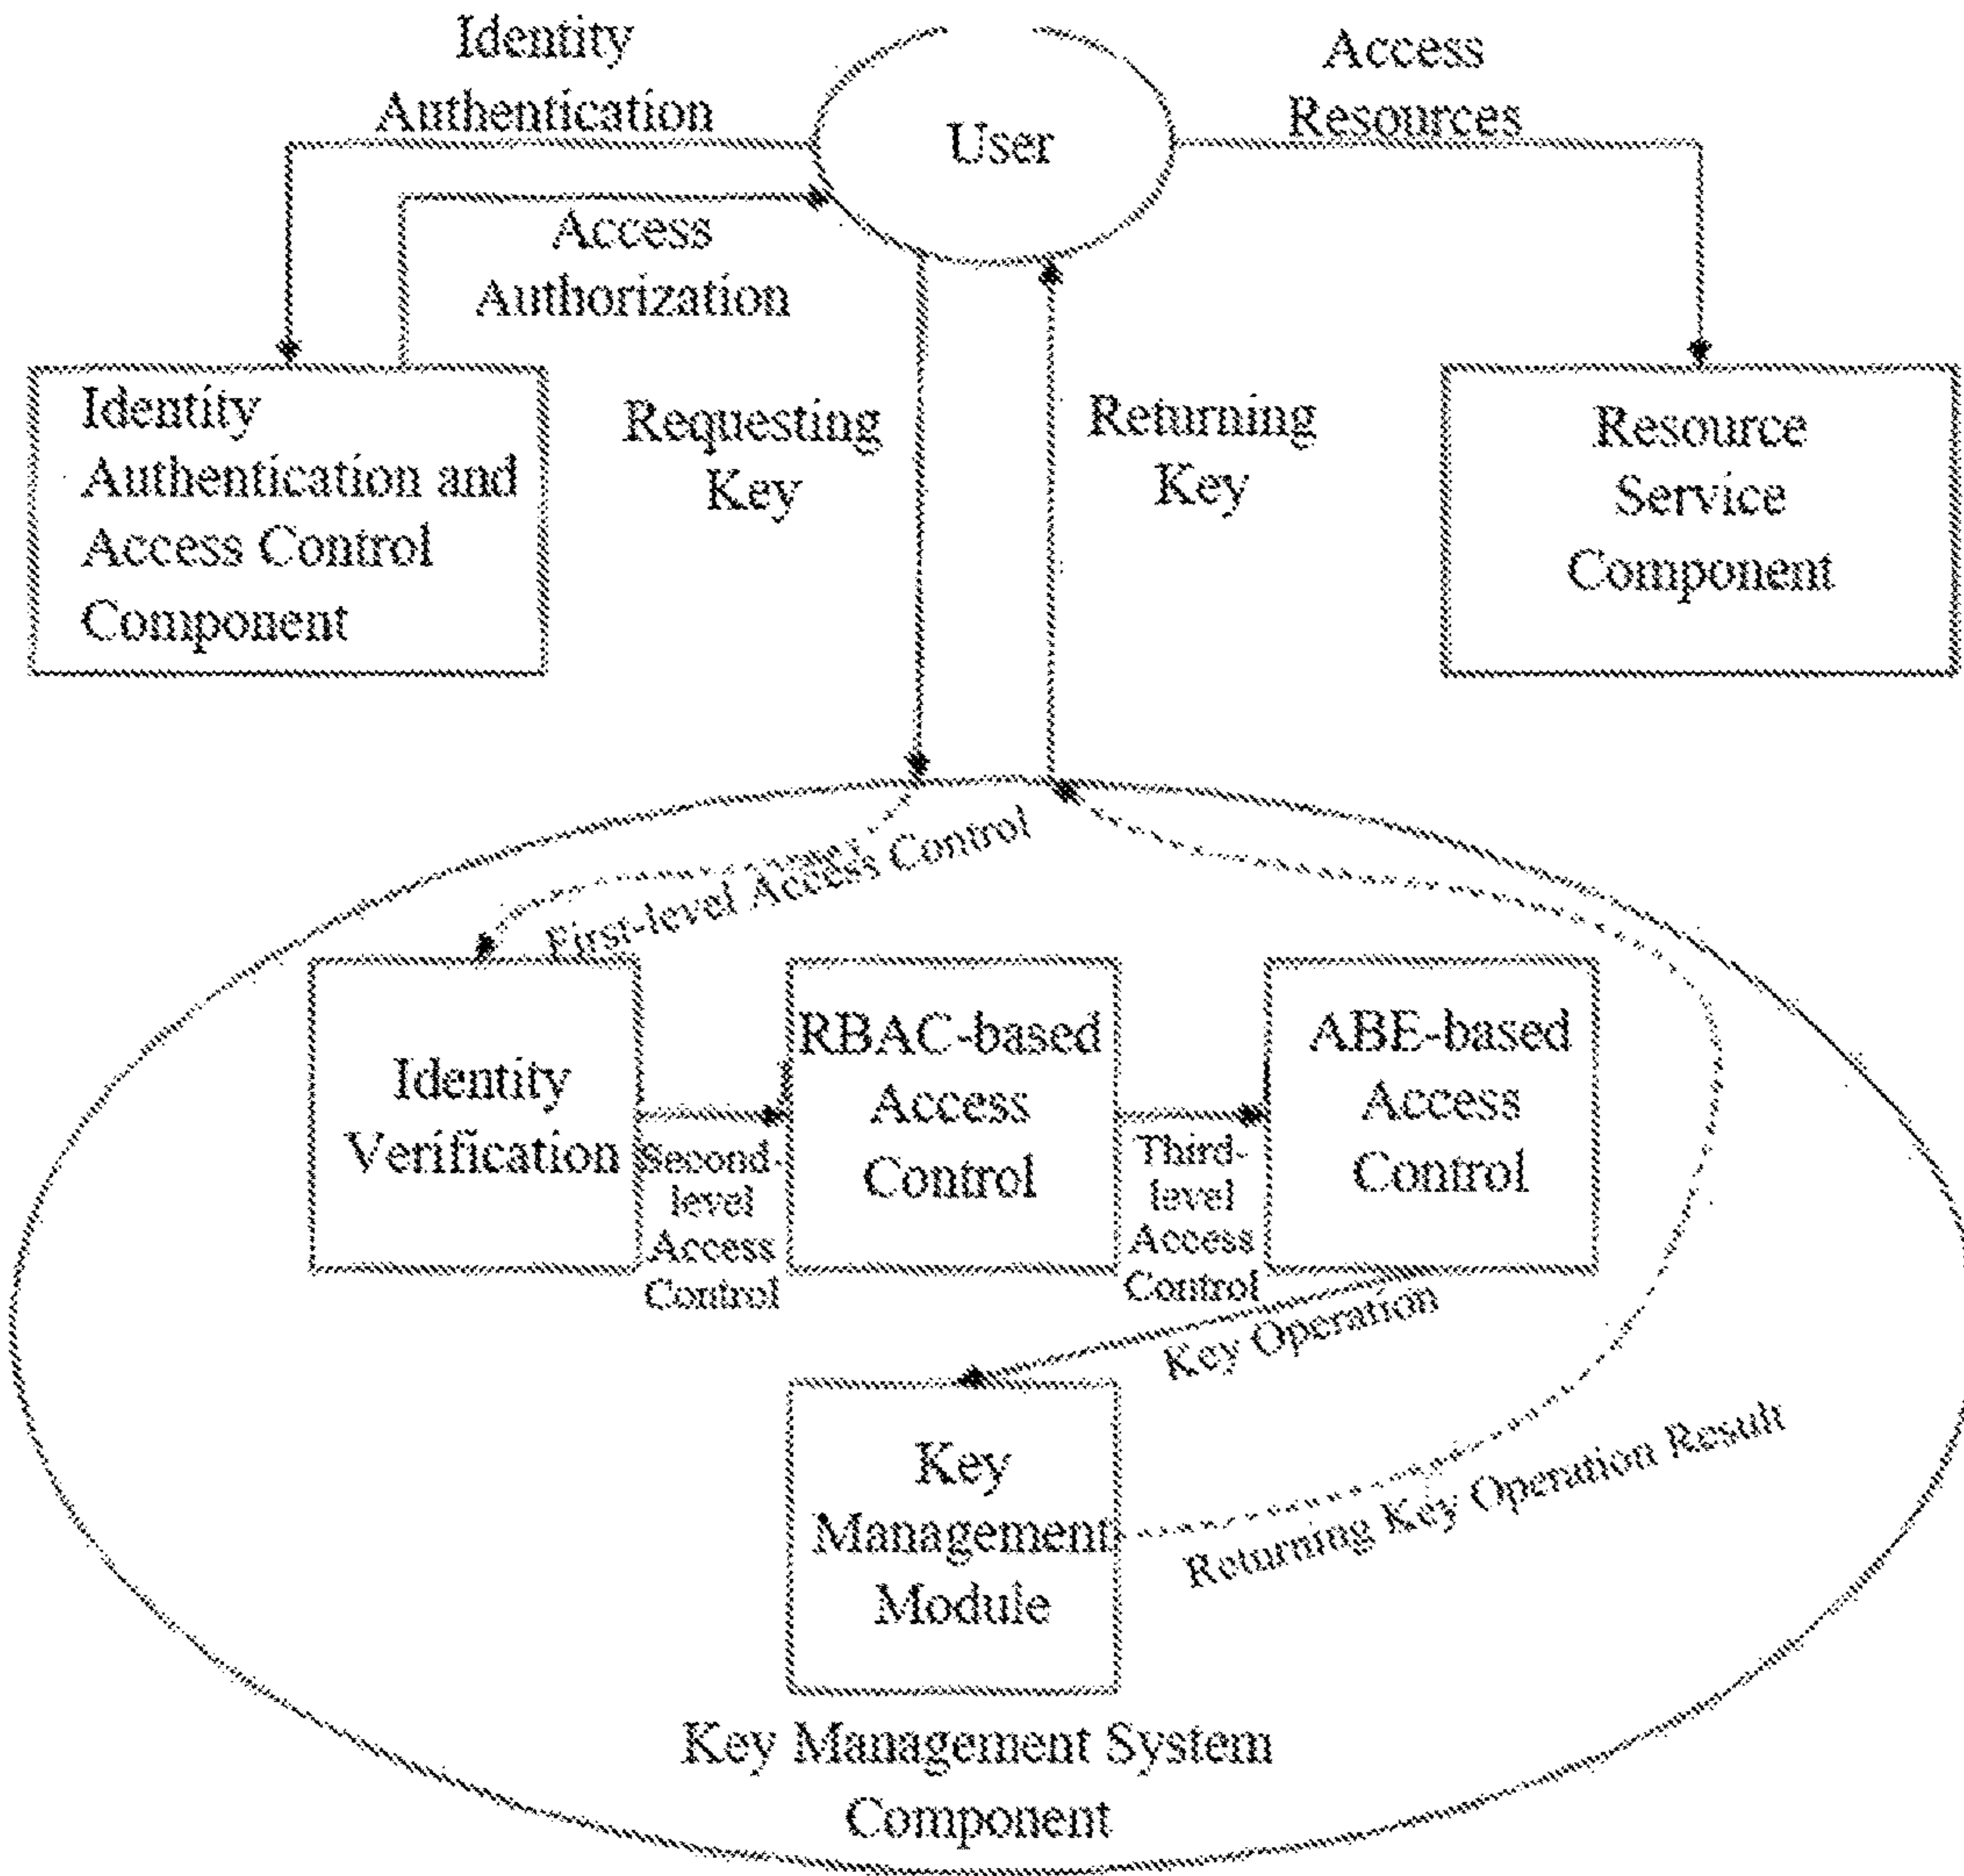 Identity
Authentication
User
Access
Resources
Access
Authorization
Identity
Authentication and
Access Control
Component
Requesting
Key
Returning
Key
Resource
Service
Component
First-level Access Control
Identity
Verification
Second-
level
Access
Control
RBAC-based
Access
Control
Third-
level
Access
Control
ABE-based
Access
Control
Key Operation
Key
Management
Module
Returning Key Operation Result
Key Management System
Component